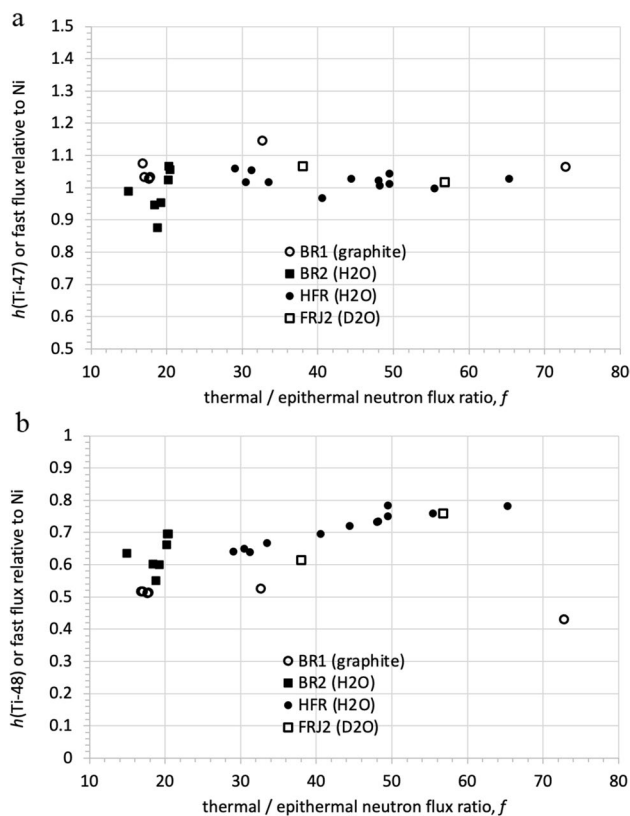 a
1.5
1.4
1.3
1.2
1.1
1
0.9
0.8
0.7
0.6
0.5
h(Ti-47) or fast flux relative to Ni
BR1 (graphite)
BR2 (H2O)
HFR (H2O)
FRJ2 (D2O)
10 20 30 40 50 60 70 80
thermal / epithermal neutron flux ratio, f
b
1
0.9
0.8
0.7
0.6
0.5
0.4
0.3
0.2
0.1
0
h(Ti-48) or fast flux relative to Ni
BR1 (graphite)
BR2 (H2O)
HFR (H2O)
FRJ2 (D2O)
10 20 30 40 50 60 70 80
thermal / epithermal neutron flux ratio, f